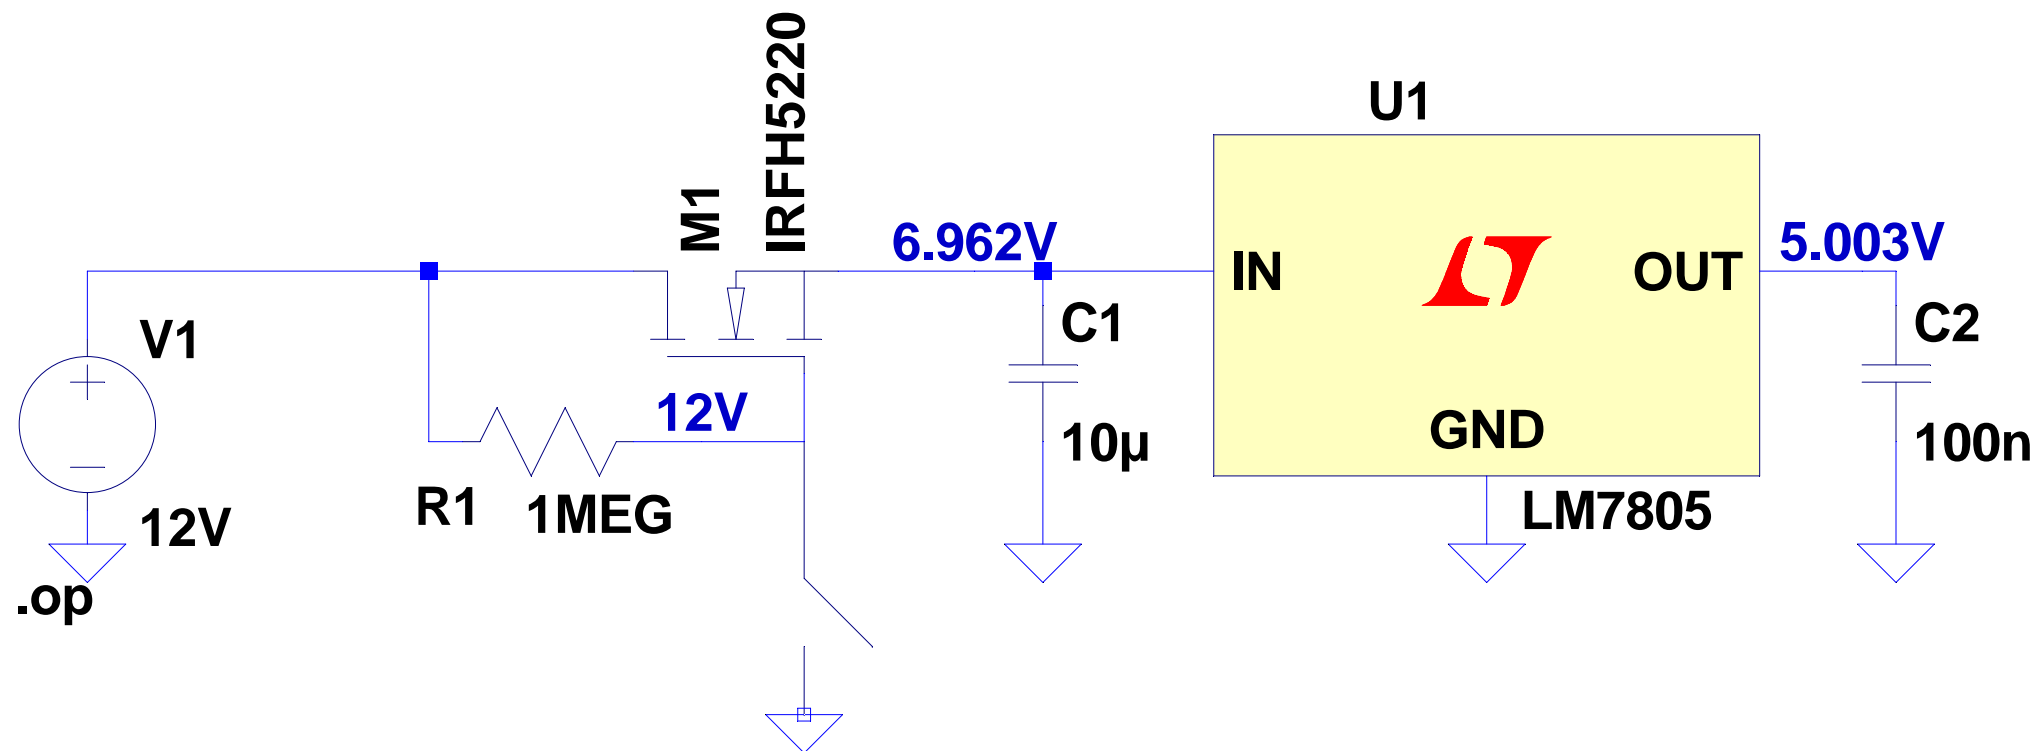 M1
IRFH5220
U1
6.962V
5.003V
IN
OUT
V1
C1
C2
12V
GND
10µ
100n
R1
1MEG
LM7805
12V
.op